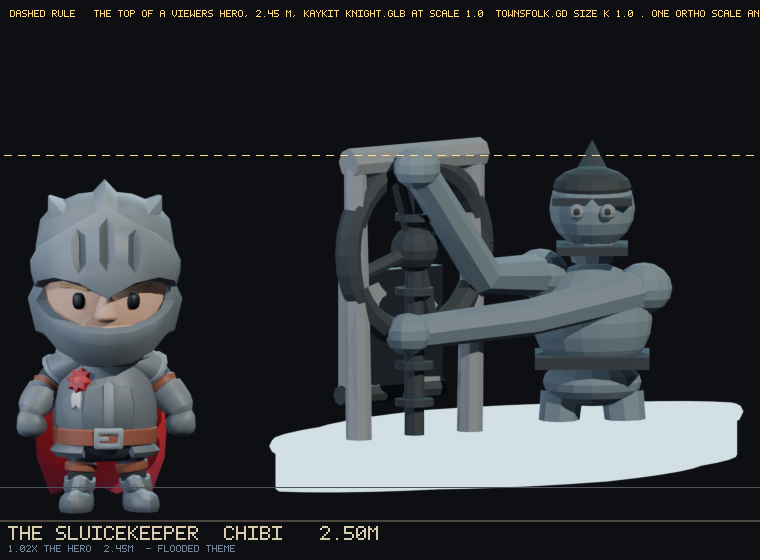 DASHED RULE   THE TOP OF A VIEWERS HERO, 2.45 M, KAYKIT KNIGHT.GLB AT SCALE 1.0  TOWNSFOLK.GD SIZE K 1.0 . ONE ORTHO SCALE AN
THE SLUICEKEEPER  CHIBI   2.50M
1.02X THE HERO  2.45M  - FLOODED THEME